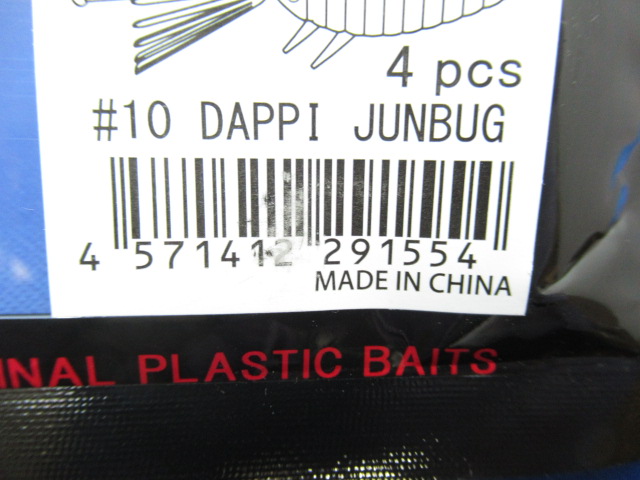 4 pcs
#10 DAPPI JUNBUG
4 571412 291554
MADE IN CHINA
INAL PLASTIC BAITS